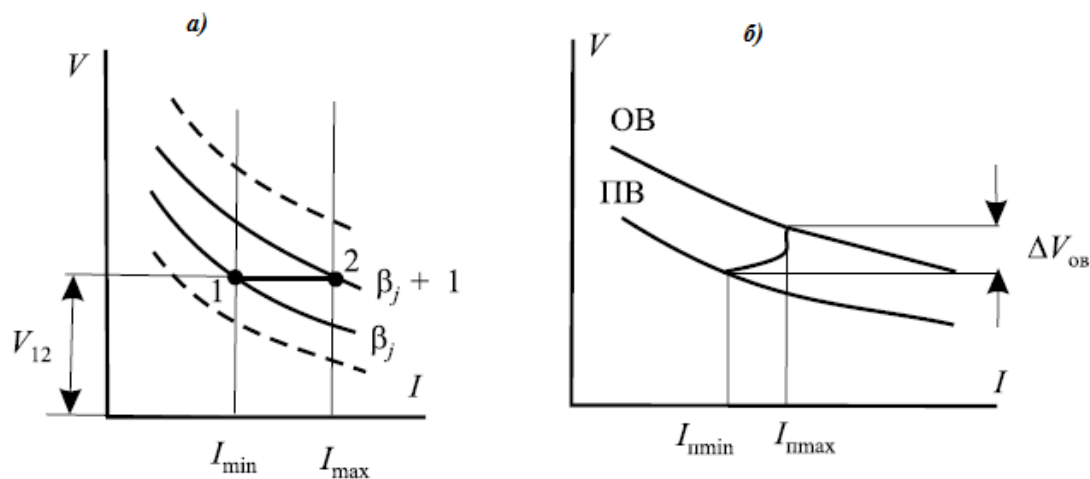 а)
V
1
2
βj + 1
βj
V12
I
Imin
Imax
б)
V
ОВ
ПВ
ΔVов
I
Iпmin
Iпmax